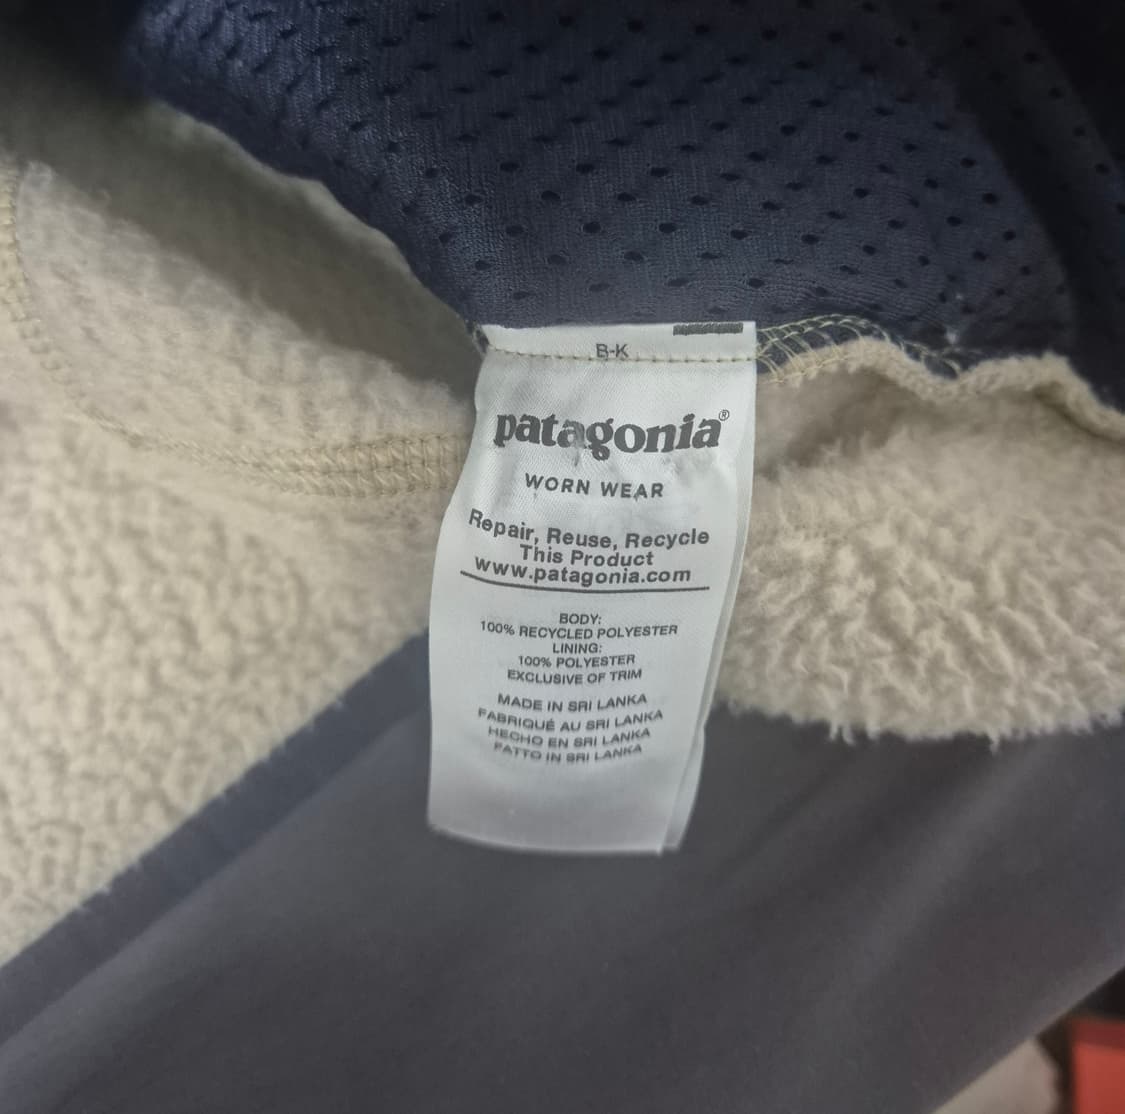 B-K
patagonia®
WORN WEAR
Repair, Reuse, Recycle
This Product
www.patagonia.com
BODY:
100% RECYCLED POLYESTER
LINING:
100% POLYESTER
EXCLUSIVE OF TRIM
MADE IN SRI LANKA
FABRIQUÉ AU SRI LANKA
HECHO EN SRI LANKA
FATTO IN SRI LANKA